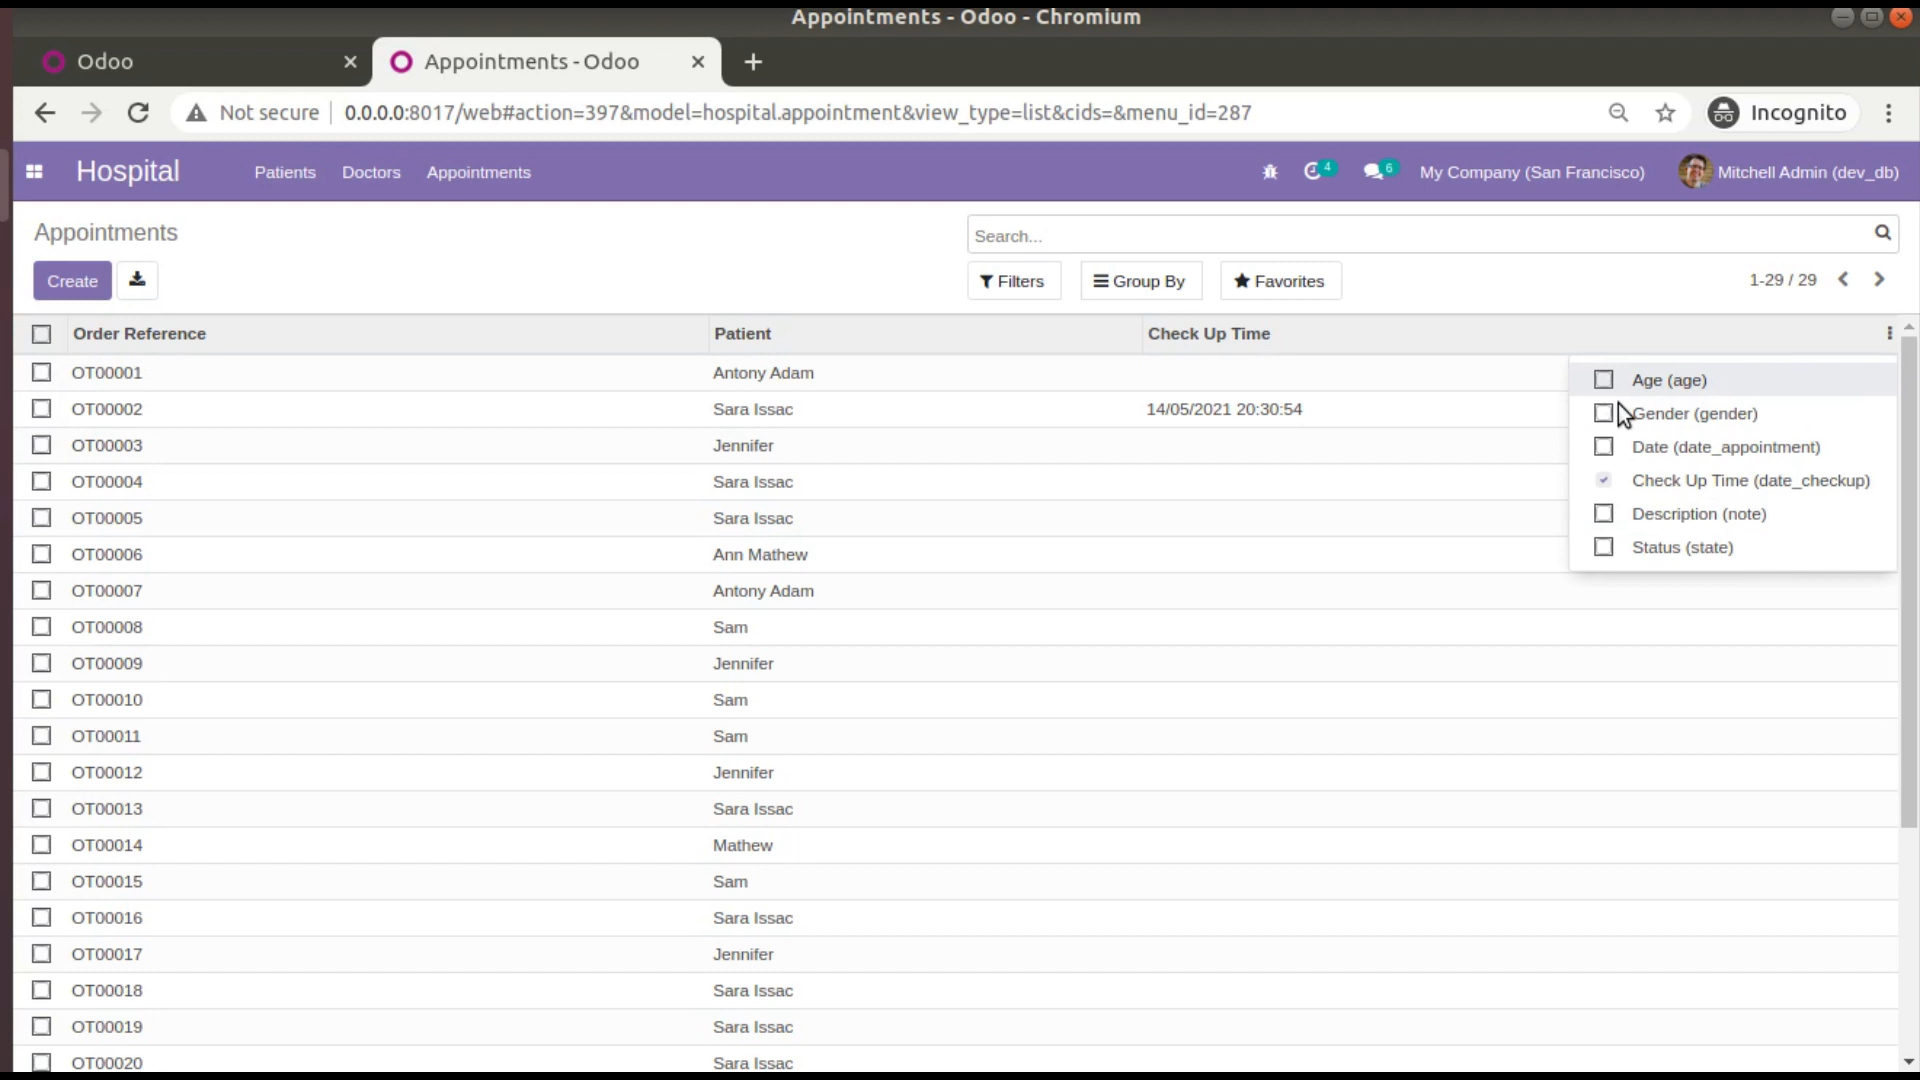 Appointments - Odoo - Chromium
Odoo
Appointments - Odoo
Not secure
0.0.0.0:8017/web#action=397&model=hospital.appointment&view_type=list&cids=&menu_id=287
Incognito
Hospital
Patients
Doctors
Appointments
4
6
My Company (San Francisco)
Mitchell Admin (dev_db)
Appointments
Search...
Create
Filters
Group By
Favorites
1-29 / 29
Order Reference Patient Check Up Time
OT00001 Antony Adam
OT00002 Sara Issac 14/05/2021 20:30:54
OT00003 Jennifer
OT00004 Sara Issac
OT00005 Sara Issac
OT00006 Ann Mathew
OT00007 Antony Adam
OT00008 Sam
OT00009 Jennifer
OT00010 Sam
OT00011 Sam
OT00012 Jennifer
OT00013 Sara Issac
OT00014 Mathew
OT00015 Sam
OT00016 Sara Issac
OT00017 Jennifer
OT00018 Sara Issac
OT00019 Sara Issac
OT00020 Sara Issac
Age (age)
Gender (gender)
Date (date_appointment)
Check Up Time (date_checkup)
Description (note)
Status (state)